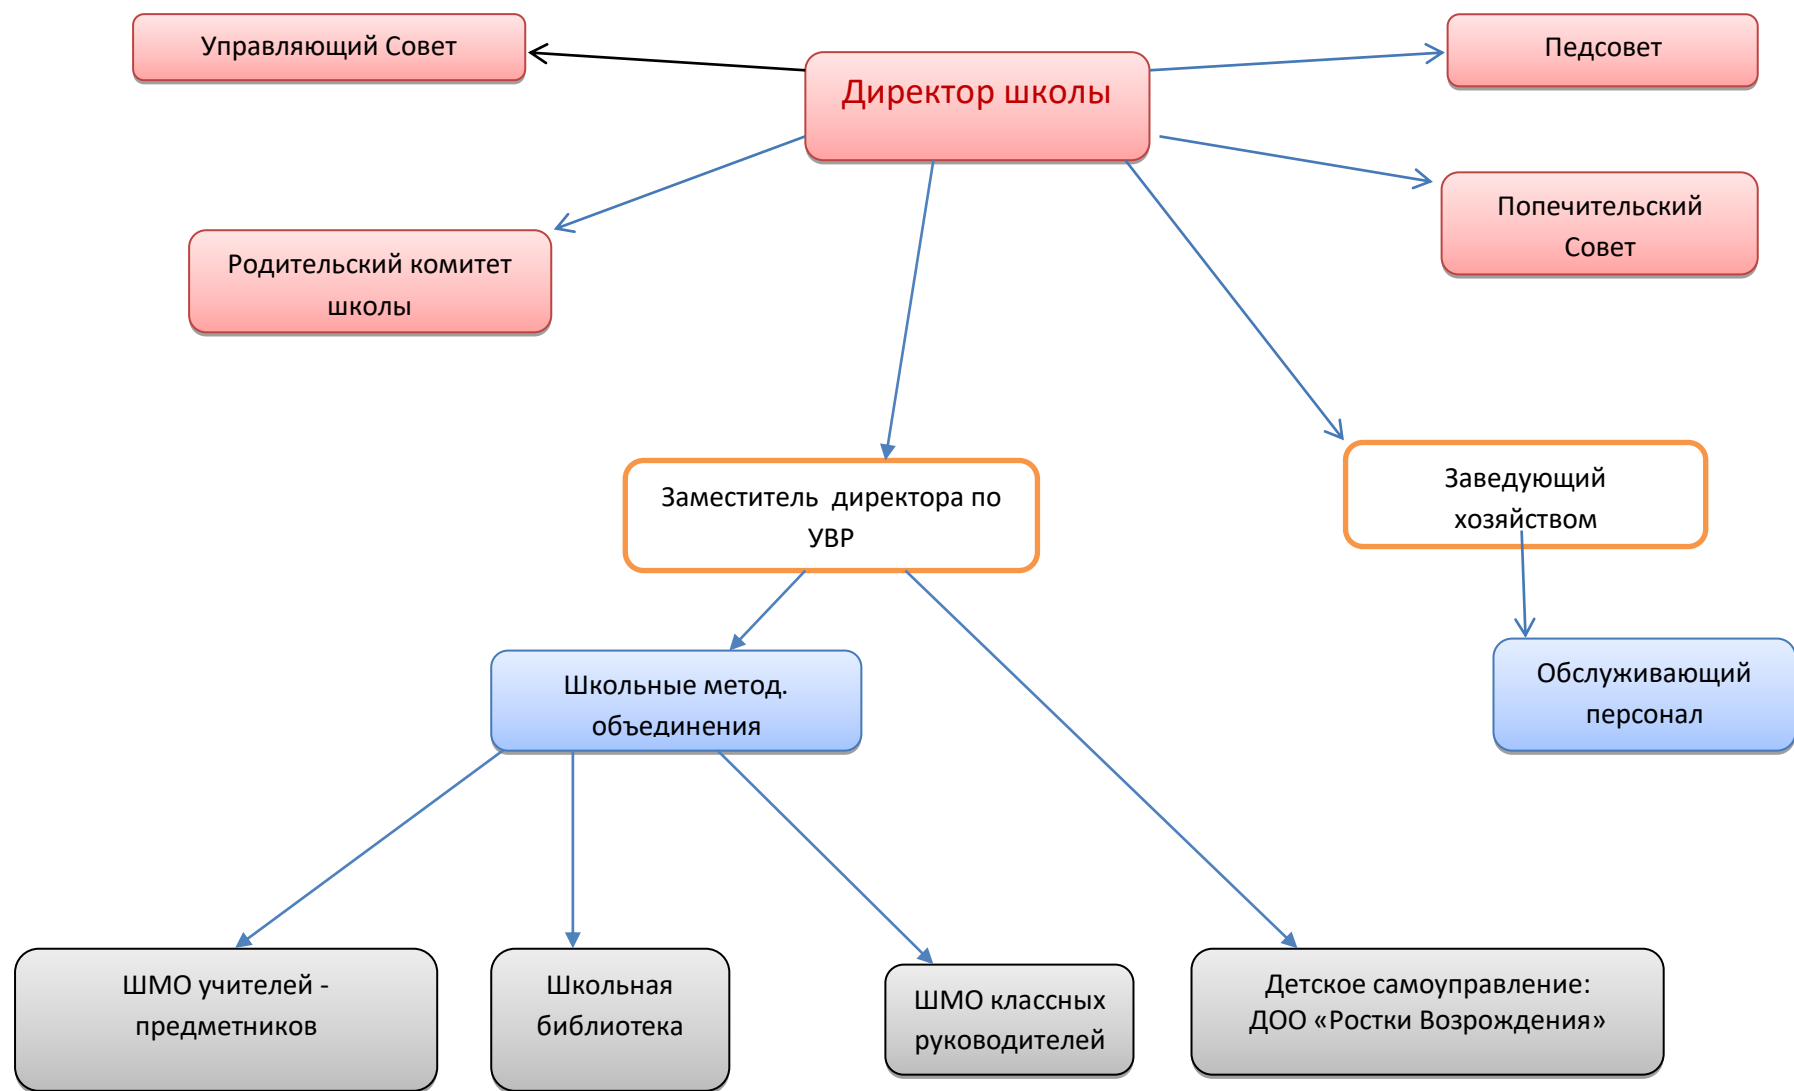 Управляющий Совет
Директор школы
Педсовет
Попечительский
Совет
Родительский комитет
школы
Заместитель  директора по
УВР
Заведующий
хозяйством
Школьные метод.
объединения
Обслуживающий
персонал
ШМО учителей -
предметников
Школьная
библиотека
ШМО классных
руководителей
Детское самоуправление:
ДОО «Ростки Возрождения»